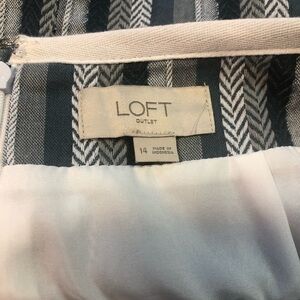 LOFT
OUTLET
14
MADE IN
INDONESIA